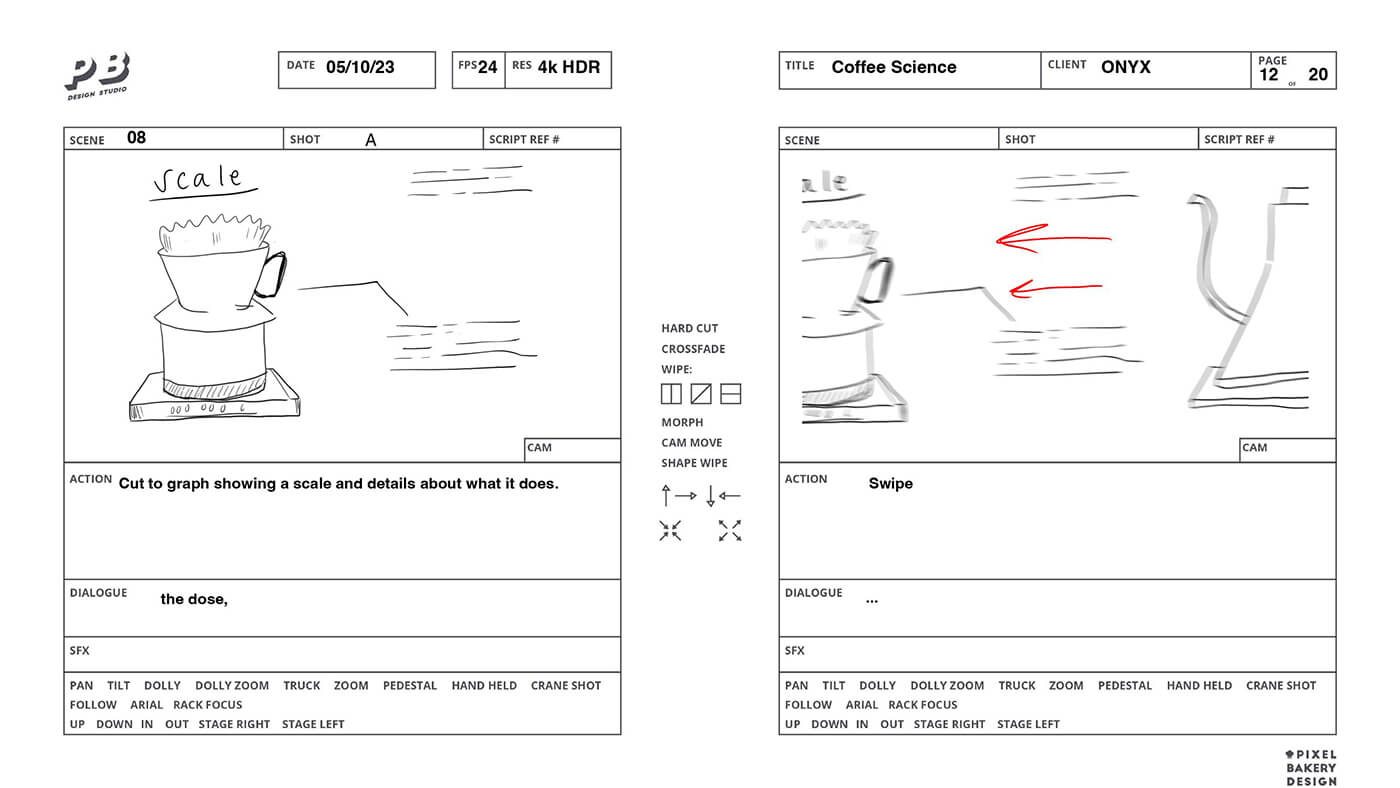 PB
DESIGN STUDIO
DATE 05/10/23
FPS 24 RES 4k HDR
TITLE Coffee Science CLIENT ONYX PAGE 12 OF 20
SCENE 08 SHOT A SCRIPT REF #
scale
CAM
ACTION Cut to graph showing a scale and details about what it does.
DIALOGUE the dose,
SFX
PAN TILT DOLLY DOLLY ZOOM TRUCK ZOOM PEDESTAL HAND HELD CRANE SHOT
FOLLOW ARIAL RACK FOCUS
UP DOWN IN OUT STAGE RIGHT STAGE LEFT
HARD CUT
CROSSFADE
WIPE:
MORPH
CAM MOVE
SHAPE WIPE
SCENE SHOT SCRIPT REF #
ale
CAM
ACTION Swipe
DIALOGUE ...
SFX
PAN TILT DOLLY DOLLY ZOOM TRUCK ZOOM PEDESTAL HAND HELD CRANE SHOT
FOLLOW ARIAL RACK FOCUS
UP DOWN IN OUT STAGE RIGHT STAGE LEFT
PIXEL
BAKERY
DESIGN